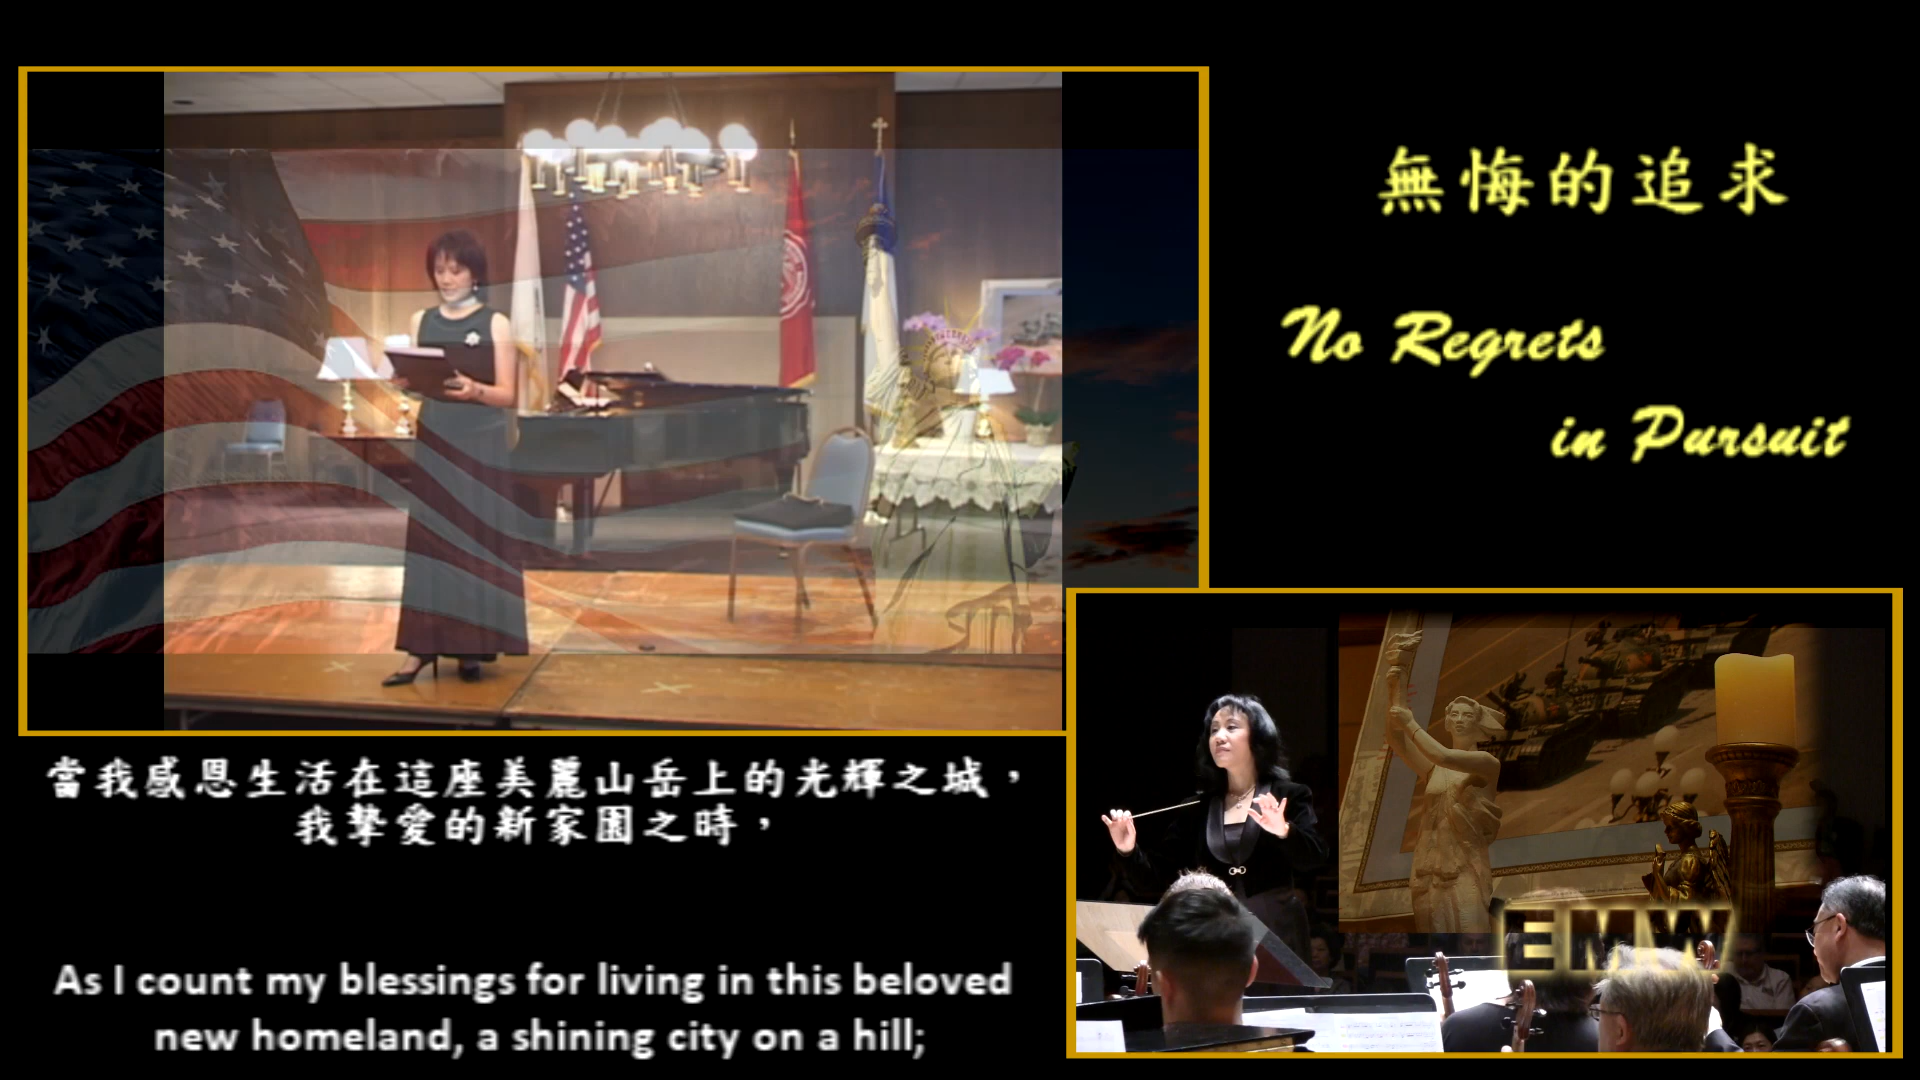 無悔的追求
No Regrets
in Pursuit
當我感恩生活在這座美麗山岳上的光輝之城，
我摯愛的新家園之時，
As I count my blessings for living in this beloved
new homeland, a shining city on a hill;
EMW